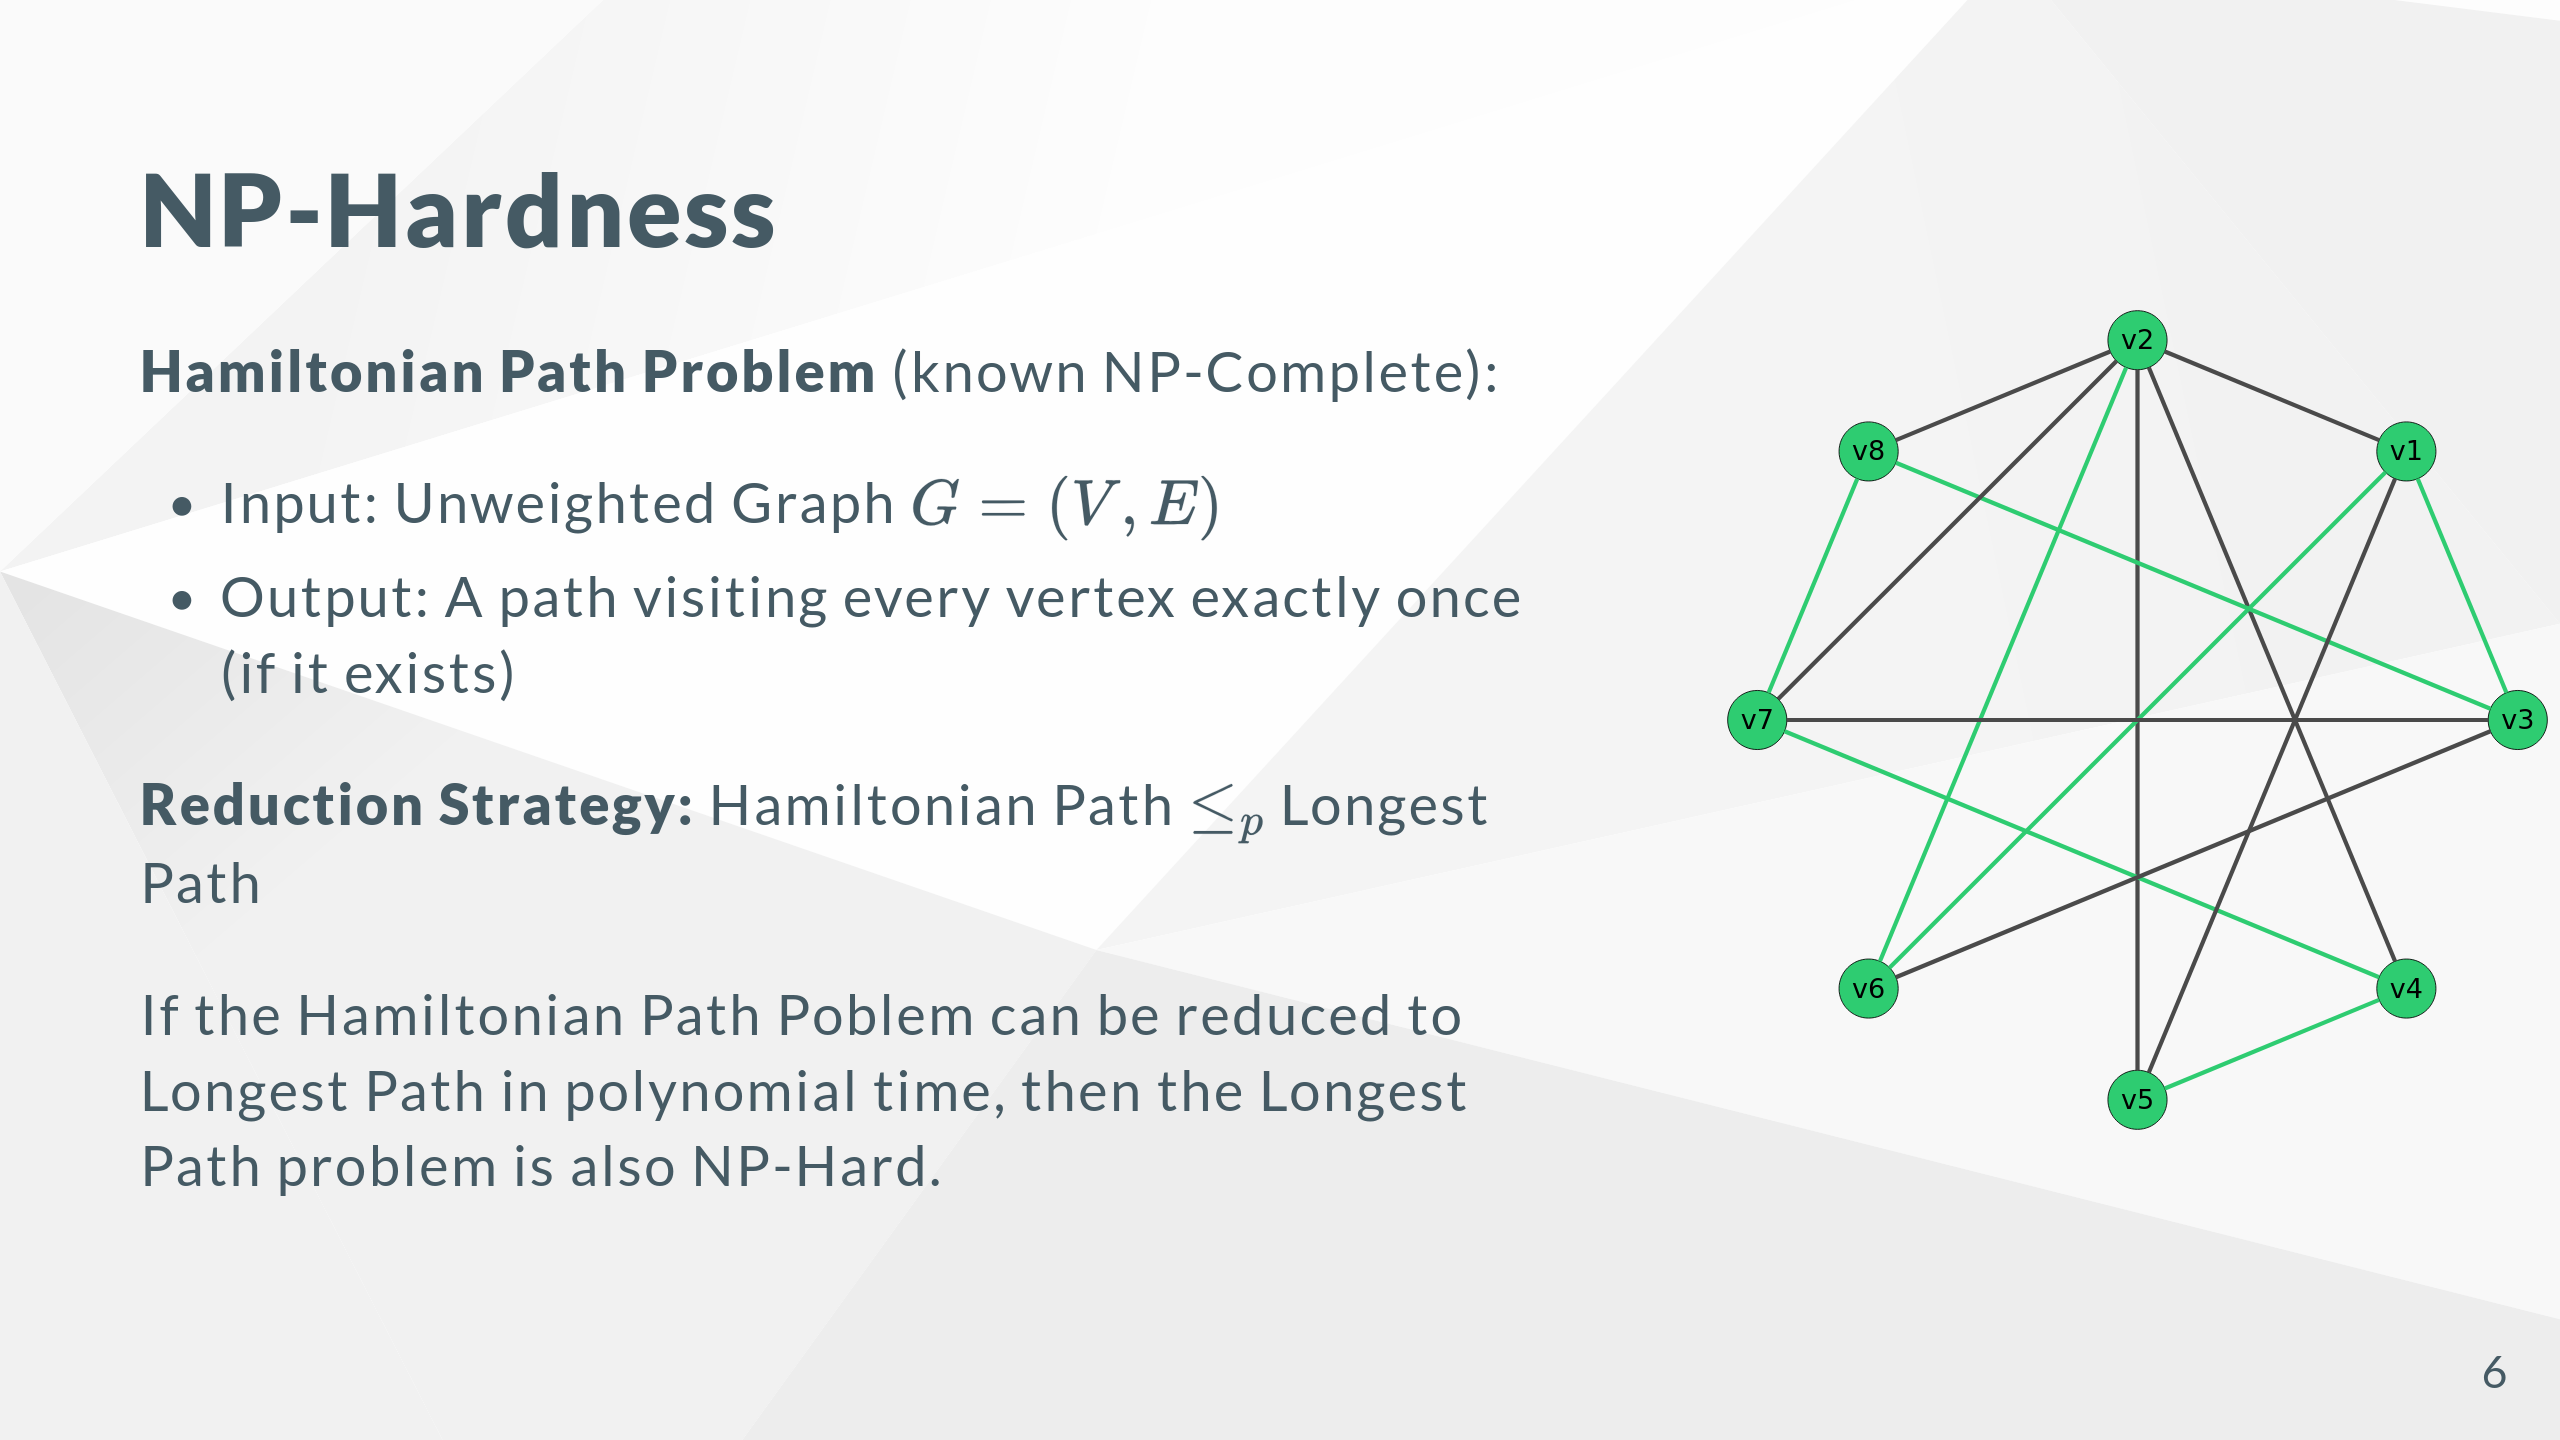 NP-Hardness
Hamiltonian Path Problem (known NP-Complete):
• Input: Unweighted Graph G = (V, E)
• Output: A path visiting every vertex exactly once
(if it exists)
Reduction Strategy: Hamiltonian Path ≤ₚ Longest
Path
If the Hamiltonian Path Poblem can be reduced to
Longest Path in polynomial time, then the Longest
Path problem is also NP-Hard.
v2
v8
v1
v7
v3
v6
v4
v5
6